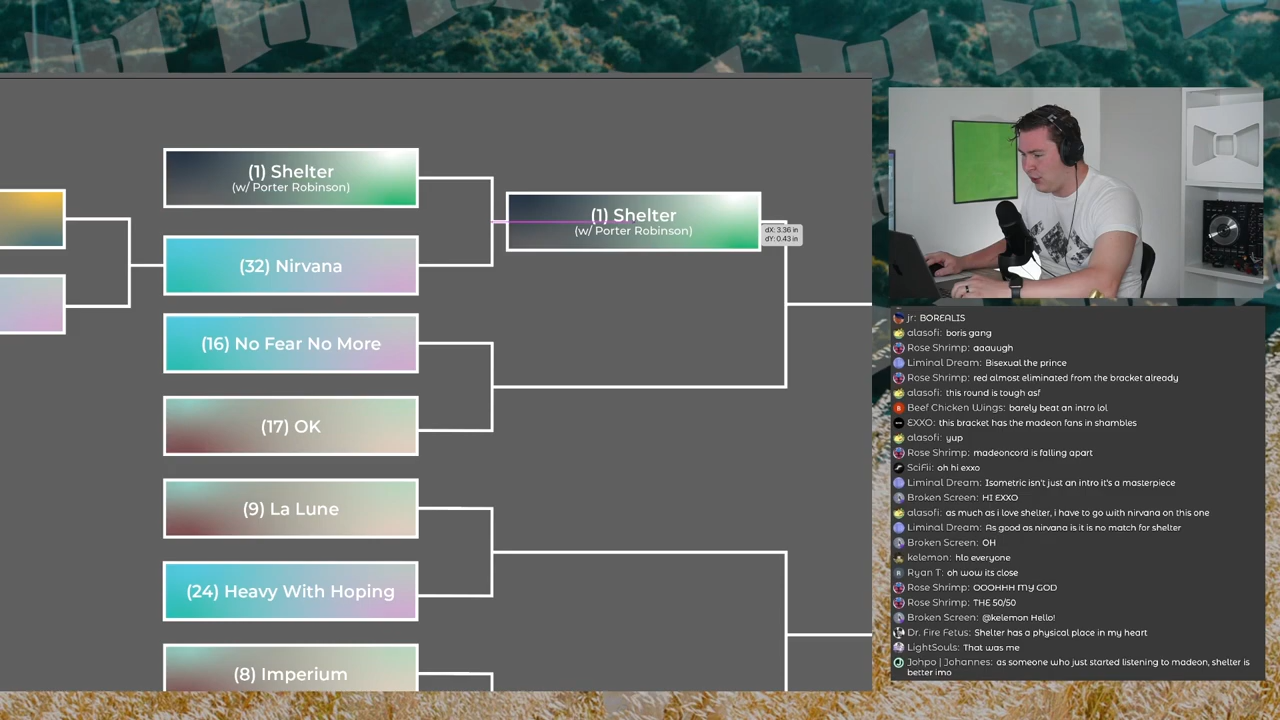 (1) Shelter
(w/ Porter Robinson)
(32) Nirvana
(16) No Fear No More
(17) OK
(9) La Lune
(24) Heavy With Hoping
(8) Imperium
(1) Shelter
(w/ Porter Robinson)
dX: 3.36 in
dY: 0.43 in
jr: BOREALIS
alasofi: boris gang
Rose Shrimp: aaauugh
Liminal Dream: Bisexual the prince
Rose Shrimp: red almost eliminated from the bracket already
alasofi: this round is tough asf
Beef Chicken Wings: barely beat an intro lol
EXXO: this bracket has the madeon fans in shambles
alasofi: yup
Rose Shrimp: madeoncord is falling apart
SciFii: oh hi exxo
Liminal Dream: Isometric isn't just an intro it's a masterpiece
Broken Screen: HI EXXO
alasofi: as much as i love shelter, i have to go with nirvana on this one
Liminal Dream: As good as nirvana is it is no match for shelter
Broken Screen: OH
kelemon: hlo everyone
Ryan T: oh wow its close
Rose Shrimp: OOOHHH MY GOD
Rose Shrimp: THE 50/50
Broken Screen: @kelemon Hello!
Dr. Fire Fetus: Shelter has a physical place in my heart
LightSouls: That was me
Johpo | Johannes: as someone who just started listening to madeon, shelter is
better imo